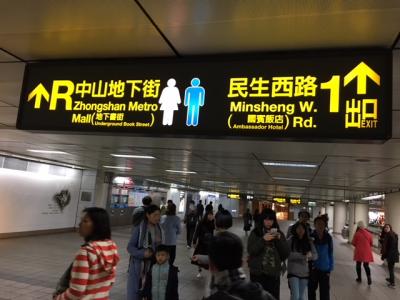 R 中山地下街
Zhongshan Metro
Mall (地下書街)
(Underground Book Street)
民生西路 1
Minsheng W. 出口
(國賓飯店) Rd. EXIT
(Ambassador Hotel)